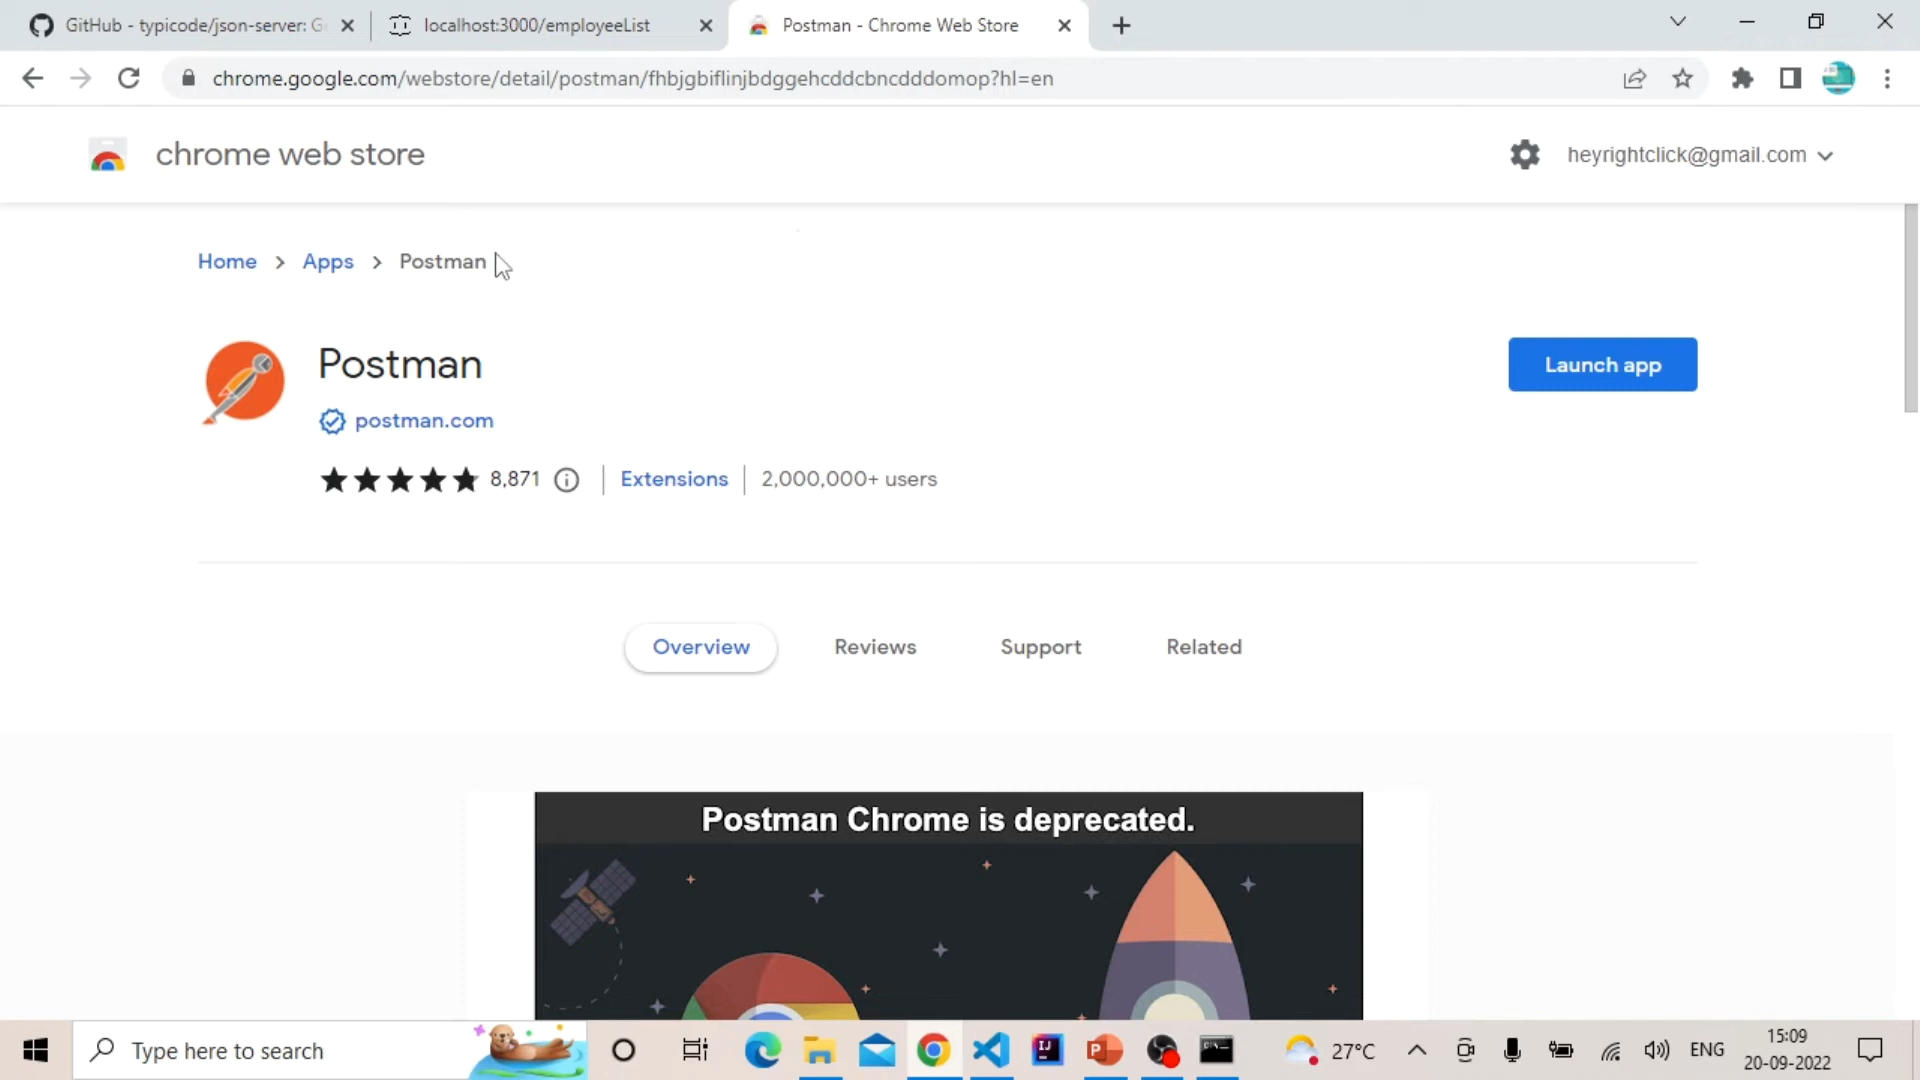 GitHub - typicode/json-server: G
localhost:3000/employeeList
Postman - Chrome Web Store
chrome.google.com/webstore/detail/postman/fhbjgbiflinjbdggehcddcbncdddomop?hl=en
chrome web store
heyrightclick@gmail.com
Home > Apps > Postman
Postman
Launch app
postman.com
8,871
Extensions
2,000,000+ users
Overview
Reviews
Support
Related
Postman Chrome is deprecated.
Type here to search
27°C
ENG
15:09
20-09-2022